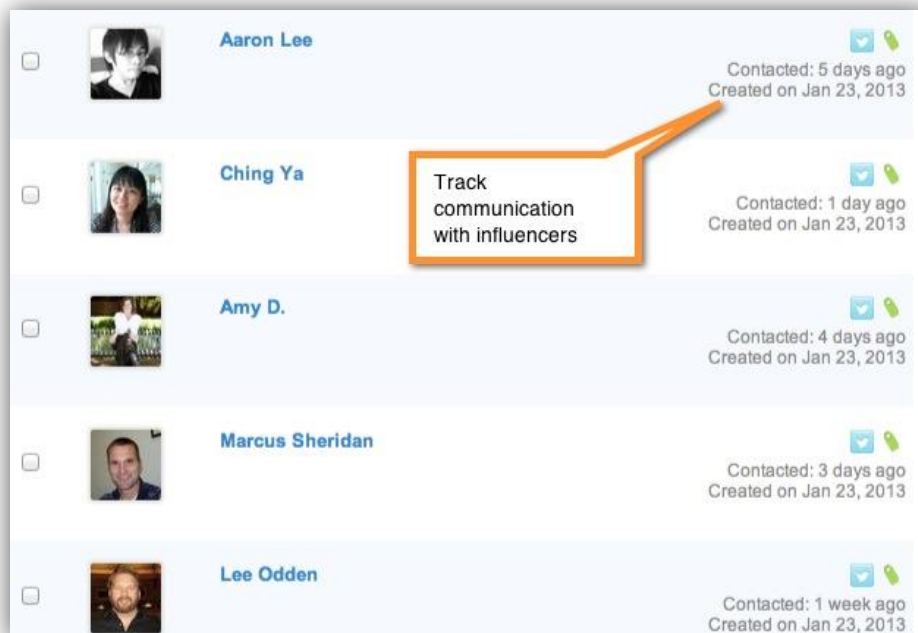 Aaron Lee
Contacted: 5 days ago
Created on Jan 23, 2013
Ching Ya
Track
communication
with influencers
Contacted: 1 day ago
Created on Jan 23, 2013
Amy D.
Contacted: 4 days ago
Created on Jan 23, 2013
Marcus Sheridan
Contacted: 3 days ago
Created on Jan 23, 2013
Lee Odden
Contacted: 1 week ago
Created on Jan 23, 2013